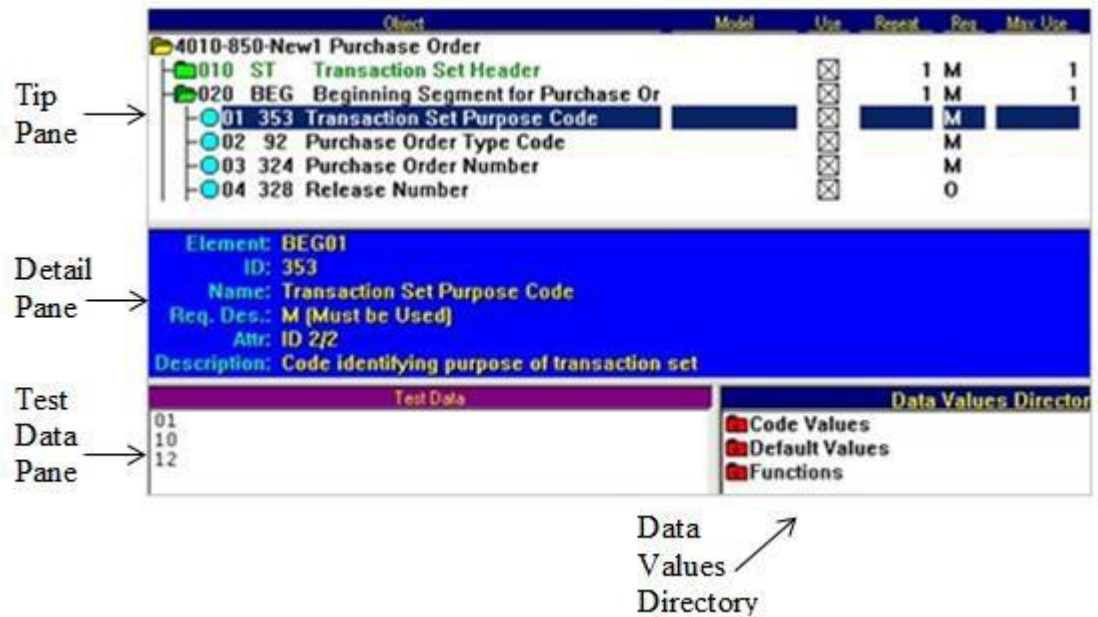 Object Model Use Repeat Req Max Use
4010-850-New1 Purchase Order
010 ST Transaction Set Header 1 M 1
020 BEG Beginning Segment for Purchase Or 1 M 1
01 353 Transaction Set Purpose Code M
02 92 Purchase Order Type Code M
03 324 Purchase Order Number M
04 328 Release Number O
Tip
Pane
Element: BEG01
ID: 353
Name: Transaction Set Purpose Code
Req. Des.: M (Must be Used)
Attr: ID 2/2
Description: Code identifying purpose of transaction set
Detail
Pane
Test Data
01
10
12
Test
Data
Pane
Data Values Director
Code Values
Default Values
Functions
Data
Values
Directory